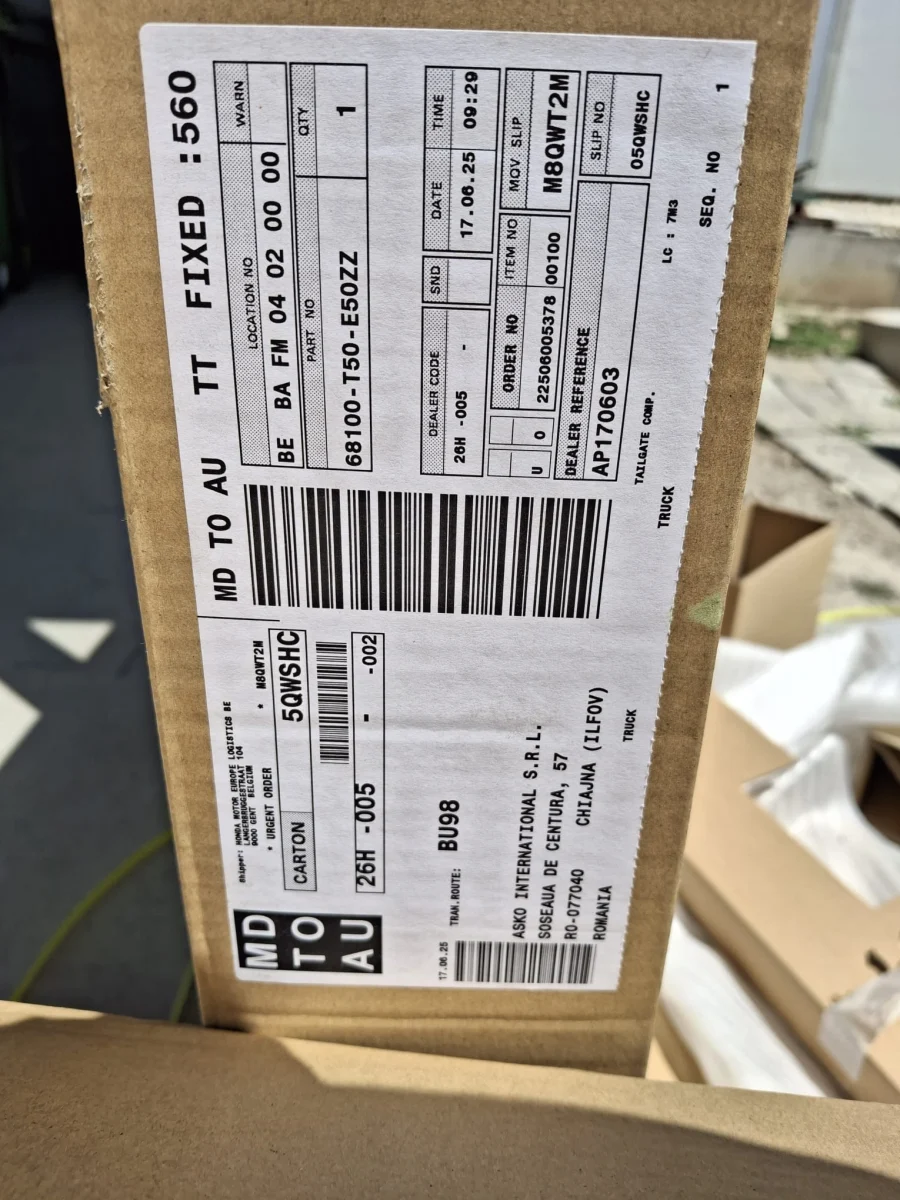 MD TO AU TT FIXED :560
LOCATION NO WARN
BE BA FM 04 02 00 00
PART NO QTY
68100-T50-E50ZZ 1
DEALER CODE SND DATE TIME
26H -005 - 17.06.25 09:29
ORDER NO ITEM NO MOV SLIP
U 0 22506005378 00100 M8QWT2M
DEALER REFERENCE SLIP NO
AP170603 05QWSHC
TAILGATE COMP. LC : 7M3
TRUCK SEQ. NO 1
Shipper: HONDA MOTOR EUROPE LOGISTICS BE
LANGERBRUGGESTRAAT 104
9000 GENT BELGIUM
* URGENT ORDER * M8QWT2M
MD
TO
AU
CARTON 5QWSHC
26H -005 - -002
17.06.25 TRAN.ROUTE: BU98
ASKO INTERNATIONAL S.R.L.
SOSEAUA DE CENTURA, 57
RO-077040 CHIAJNA (ILFOV)
ROMANIA TRUCK